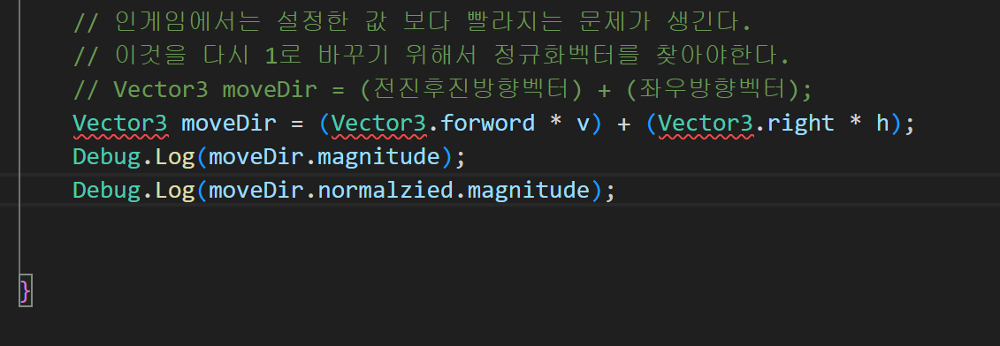 // 인게임에서는 설정한 값 보다 빨라지는 문제가 생긴다.
// 이것을 다시 1로 바꾸기 위해서 정규화벡터를 찾아야한다.
// Vector3 moveDir = (전진후진방향벡터) + (좌우방향벡터);
Vector3 moveDir = (Vector3.forword * v) + (Vector3.right * h);
Debug.Log(moveDir.magnitude);
Debug.Log(moveDir.normalzied.magnitude);
}